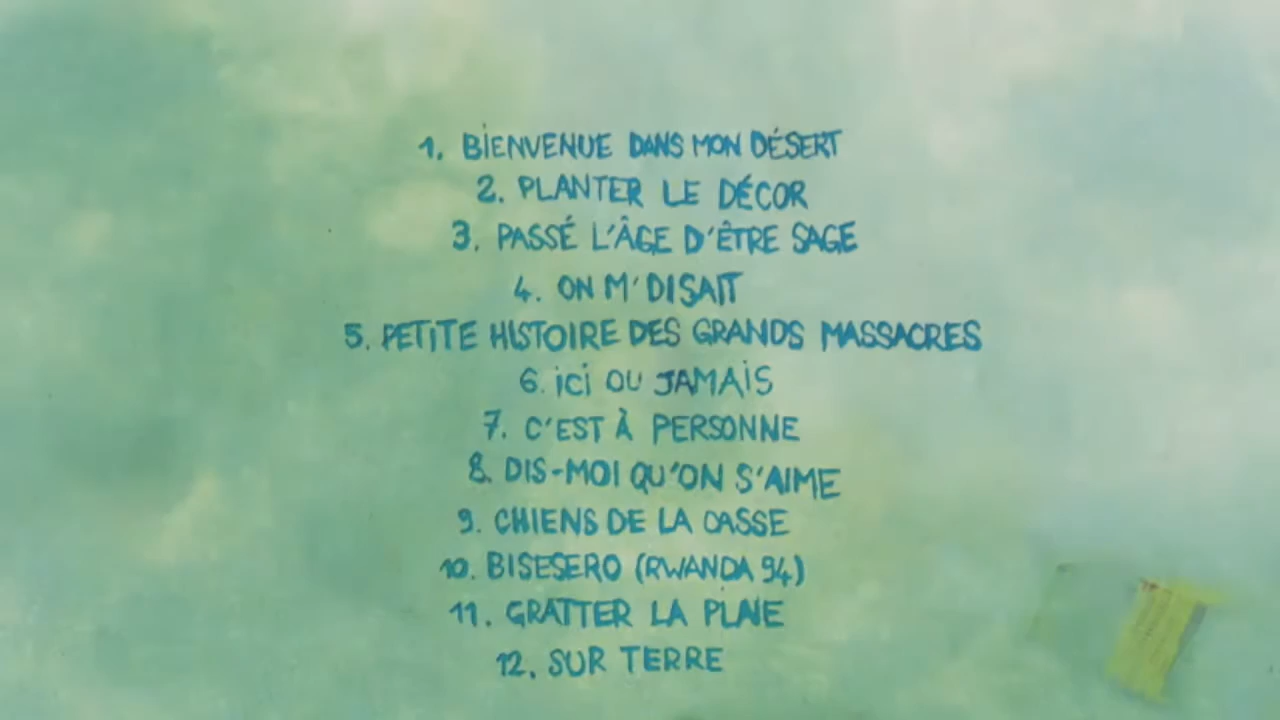 1. BIENVENUE DANS MON DÉSERT
2. PLANTER LE DÉCOR
3. PASSÉ L'ÂGE D'ÊTRE SAGE
4. ON M'DISAIT
5. PETITE HISTOIRE DES GRANDS MASSACRES
6. ICI OU JAMAIS
7. C'EST À PERSONNE
8. DIS-MOI QU'ON S'AIME
9. CHIENS DE LA CASSE
10. BISESERO (RWANDA 94)
11. GRATTER LA PLAIE
12. SUR TERRE